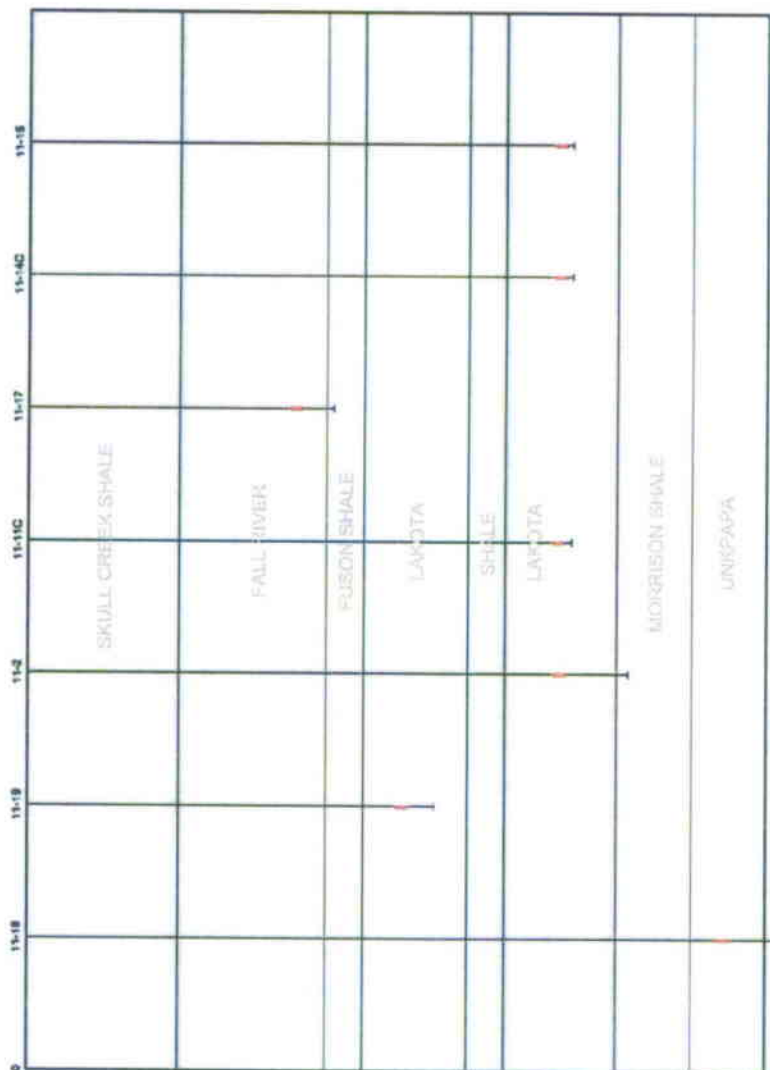 0
11-18
11-19
11-2
11-11C
11-17
11-14C
11-15
SKULL CREEK SHALE
FALL RIVER
FUSON SHALE
LAKOTA
SHALE
LAKOTA
MORRISON SHALE
UNKPAPA